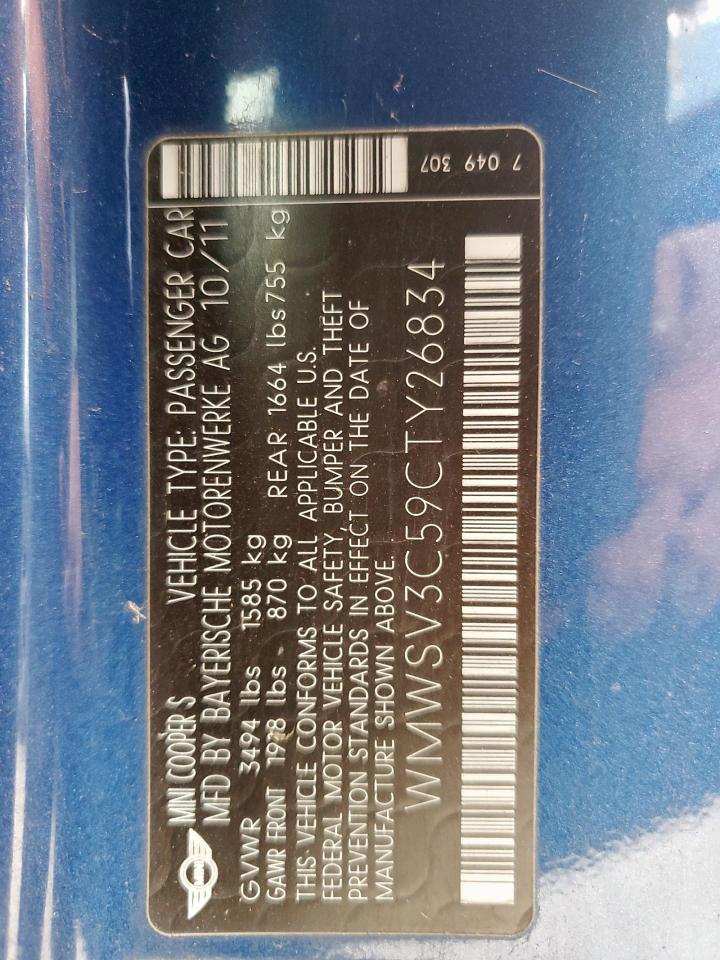 MINI
MINI COOPER S VEHICLE TYPE: PASSENGER CAR
MFD BY BAYERISCHE MOTORENWERKE AG 10/11
GVWR 3494 lbs 1585 kg
GAWR FRONT 1918 lbs 870 kg REAR 1664 lbs 755 kg
THIS VEHICLE CONFORMS TO ALL APPLICABLE U.S.
FEDERAL MOTOR VEHICLE SAFETY, BUMPER AND THEFT
PREVENTION STANDARDS IN EFFECT ON THE DATE OF
MANUFACTURE SHOWN ABOVE.
WMWSV3C59CTY26834
7 049 307